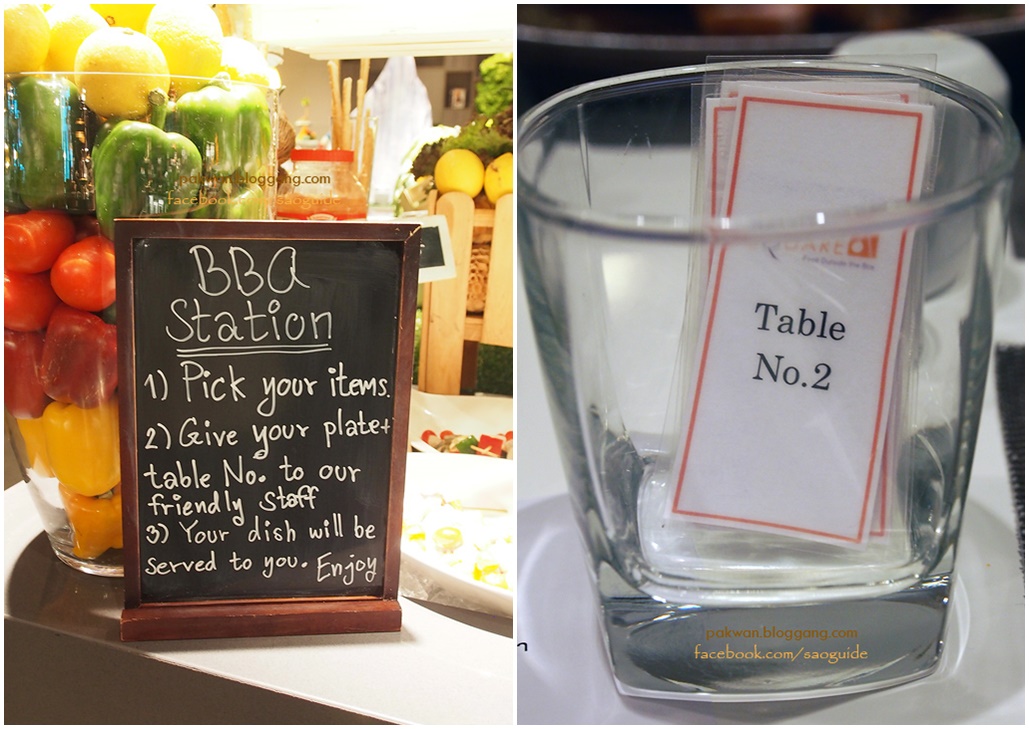 pakwan.bloggang.com
facebook.com/saoguide
BBQ
Station
1) Pick your items.
2) Give your plate+
table No. to our
friendly staff
3) Your dish will be
served to you. Enjoy
Table
No.2
pakwan.bloggang.com
facebook.com/saoguide